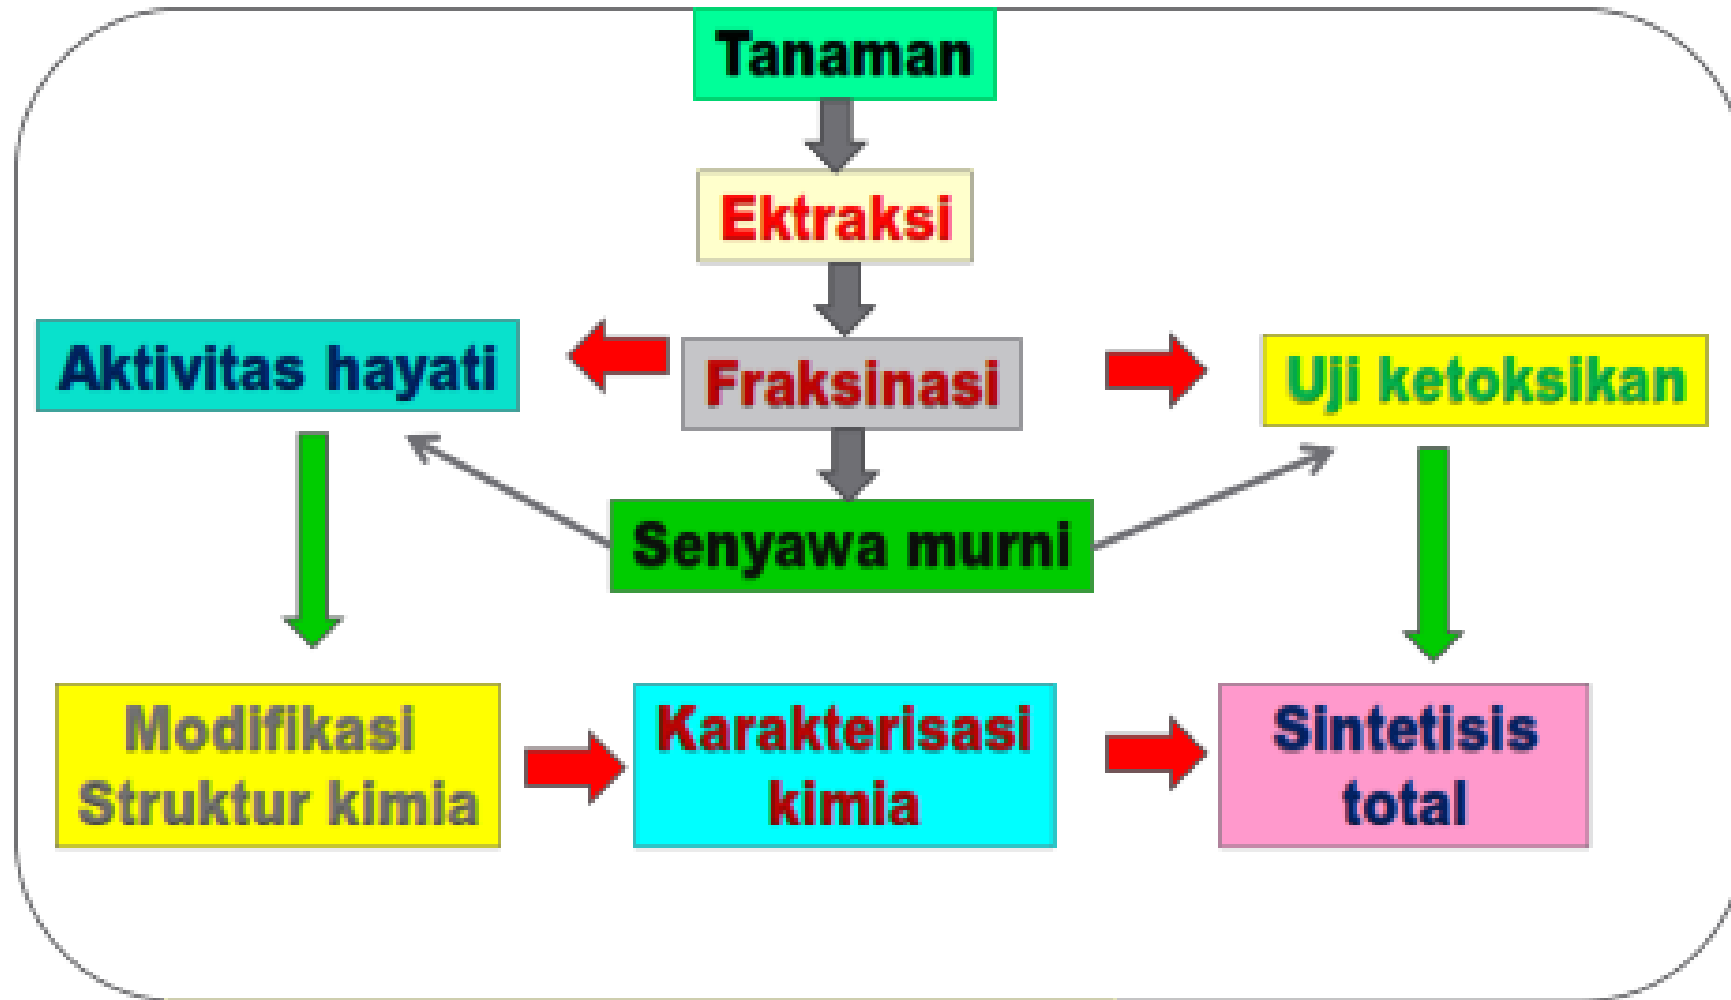 Tanaman
Ektraksi
Aktivitas hayati
Fraksinasi
Uji ketoksikan
Senyawa murni
Modifikasi
Struktur kimia
Karakterisasi
kimia
Sintetisis
total